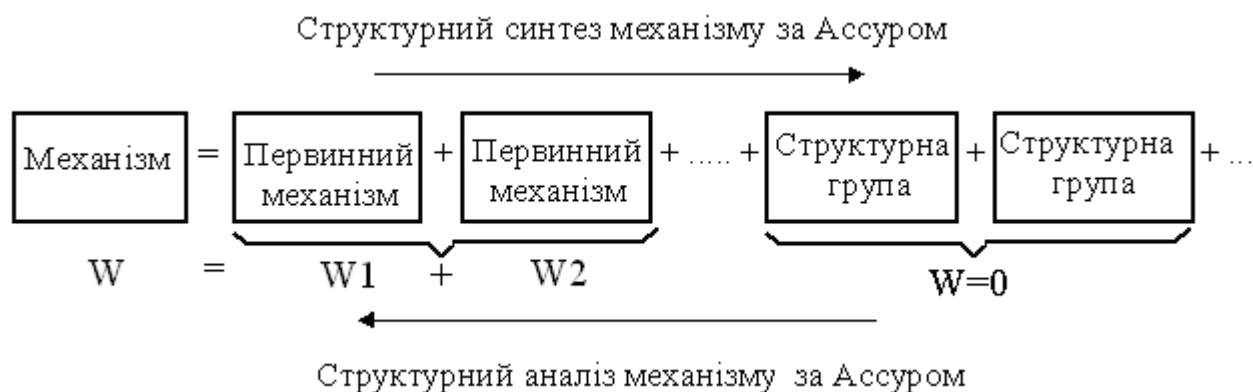 Структурний синтез механізму за Ассуром
Механізм = Первинний механізм + Первинний механізм + ..... + Структурна група + Структурна група + ...
W = W1 + W2 W=0
Структурний аналіз механізму за Ассуром